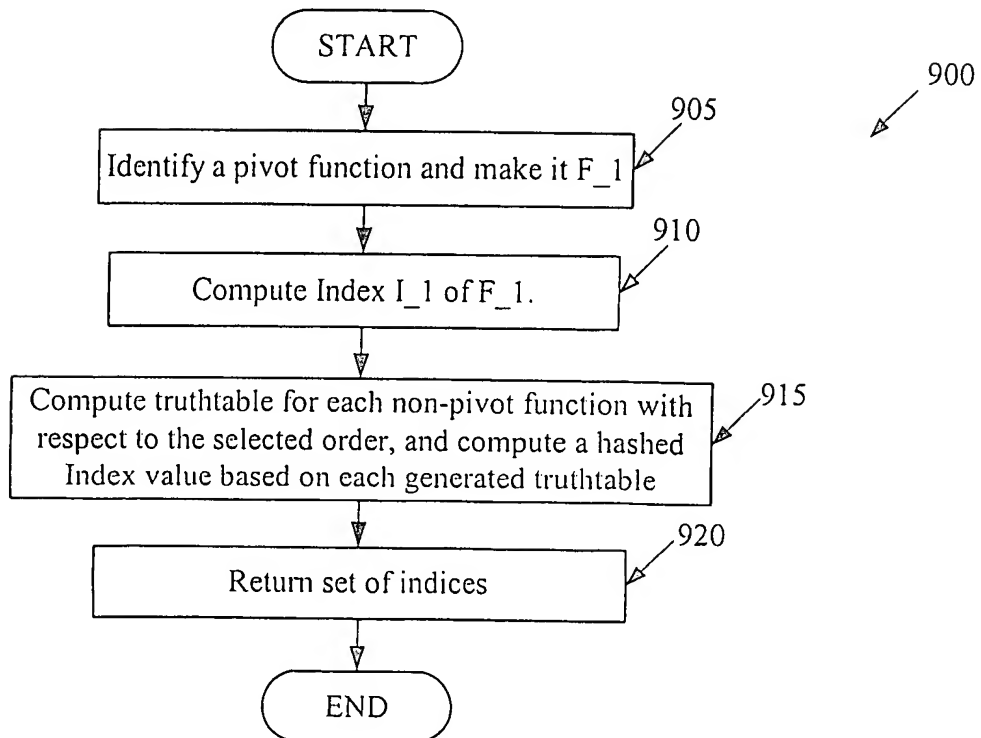 START
900
905
Identify a pivot function and make it F_1
910
Compute Index I_1 of F_1.
915
Compute truthtable for each non-pivot function with
respect to the selected order, and compute a hashed
Index value based on each generated truthtable
920
Return set of indices
END